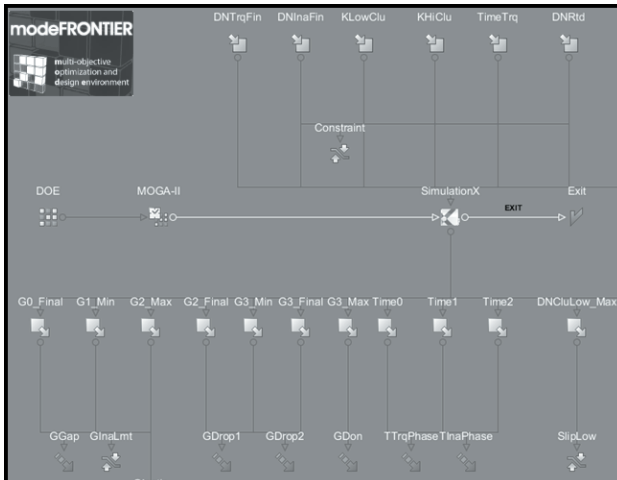 modeFRONTIER
multi-objective
optimization and
design environment
DNTrqFin DNInaFin KLowClu KHiClu TimeTrq DNRtd
Constraint
DOE MOGA-II SimulationX Exit
EXIT
G0_Final G1_Min G2_Max G2_Final G3_Min G3_Final G3_Max Time0 Time1 Time2 DNCluLow_Max
GGap GInaLmt GDrop1 GDrop2 GDon TTrqPhase TInaPhase SlipLow